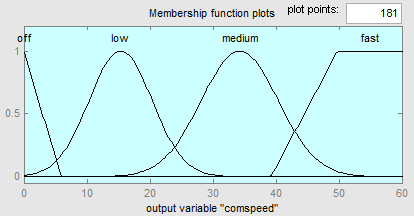 Membership function plots plot points: 181
off low medium fast
1
0.5
0
0 10 20 30 40 50 60
output variable "comspeed"